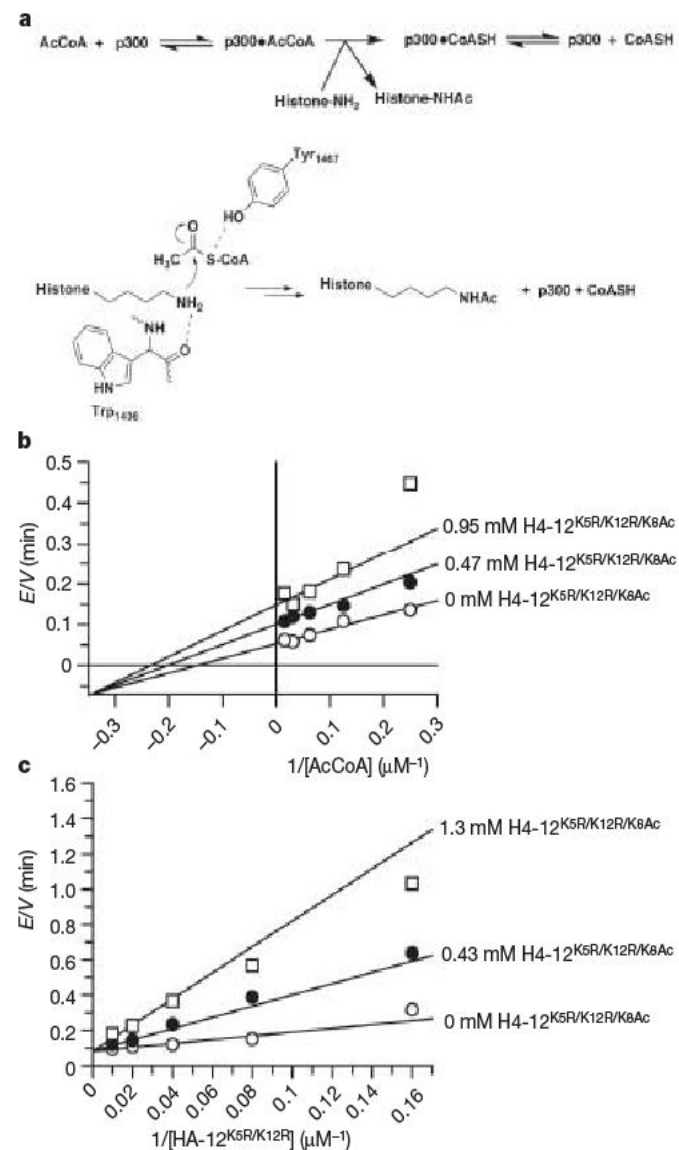 a
AcCoA + p300 p300•AcCoA p300•CoASH p300 + CoASH
Histone-NH2 Histone-NHAc
Tyr1467
HO
O
H3C S-CoA
Histone NH2
Histone NHAc + p300 + CoASH
NH
O
HN
Trp1436
b
E/V (min)
0.5
0.4
0.3
0.2
0.1
0
-0.3 -0.2 -0.1 0 0.1 0.2 0.3
1/[AcCoA] (μM–1)
0.95 mM H4-12K5R/K12R/K8Ac
0.47 mM H4-12K5R/K12R/K8Ac
0 mM H4-12K5R/K12R/K8Ac
c
E/V (min)
1.6
1.4
1.2
1.0
0.8
0.6
0.4
0.2
0
0 0.02 0.04 0.06 0.08 0.1 0.12 0.14 0.16
1/[HA-12K5R/K12R] (μM–1)
1.3 mM H4-12K5R/K12R/K8Ac
0.43 mM H4-12K5R/K12R/K8Ac
0 mM H4-12K5R/K12R/K8Ac